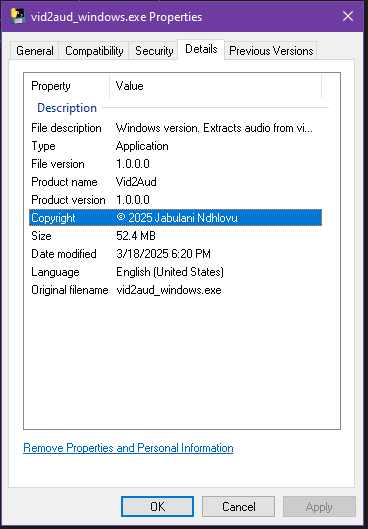 vid2aud_windows.exe Properties
General Compatibility Security Details Previous Versions
Property Value
Description
File description Windows version. Extracts audio from vi...
Type Application
File version 1.0.0.0
Product name Vid2Aud
Product version 1.0.0.0
Copyright © 2025 Jabulani Ndhlovu
Size 52.4 MB
Date modified 3/18/2025 6:20 PM
Language English (United States)
Original filename vid2aud_windows.exe
Remove Properties and Personal Information
OK Cancel Apply